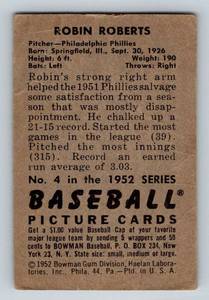 ROBIN ROBERTS
Pitcher—Philadelphia Phillies
Born: Springfield, Ill., Sept. 30, 1926
Height: 6 ft. Weight: 190
Bats: Left Throws: Right
Robin's strong right arm
helped the 1951 Phillies salvage
some satisfaction from a sea-
son that was mostly disap-
pointment. He chalked up a
21-15 record. Started most
games in the league (39).
Pitched most innings
(315). Had an earned
run average of 3.03.
No. 4 in the 1952 SERIES
BASEBALL®
PICTURE CARDS
Get a $1.00 value Baseball Cap of your favorite
major league team by sending 5 wrappers and 50
cents to BOWMAN Baseball, P. O. BOX 234, New
York 23, N. Y. State size: small, medium, or large.
©1952 Bowman Gum Division, Haelan Labora-
tories, Inc., Phila. 44, Pa.—Ptd. in U. S. A.